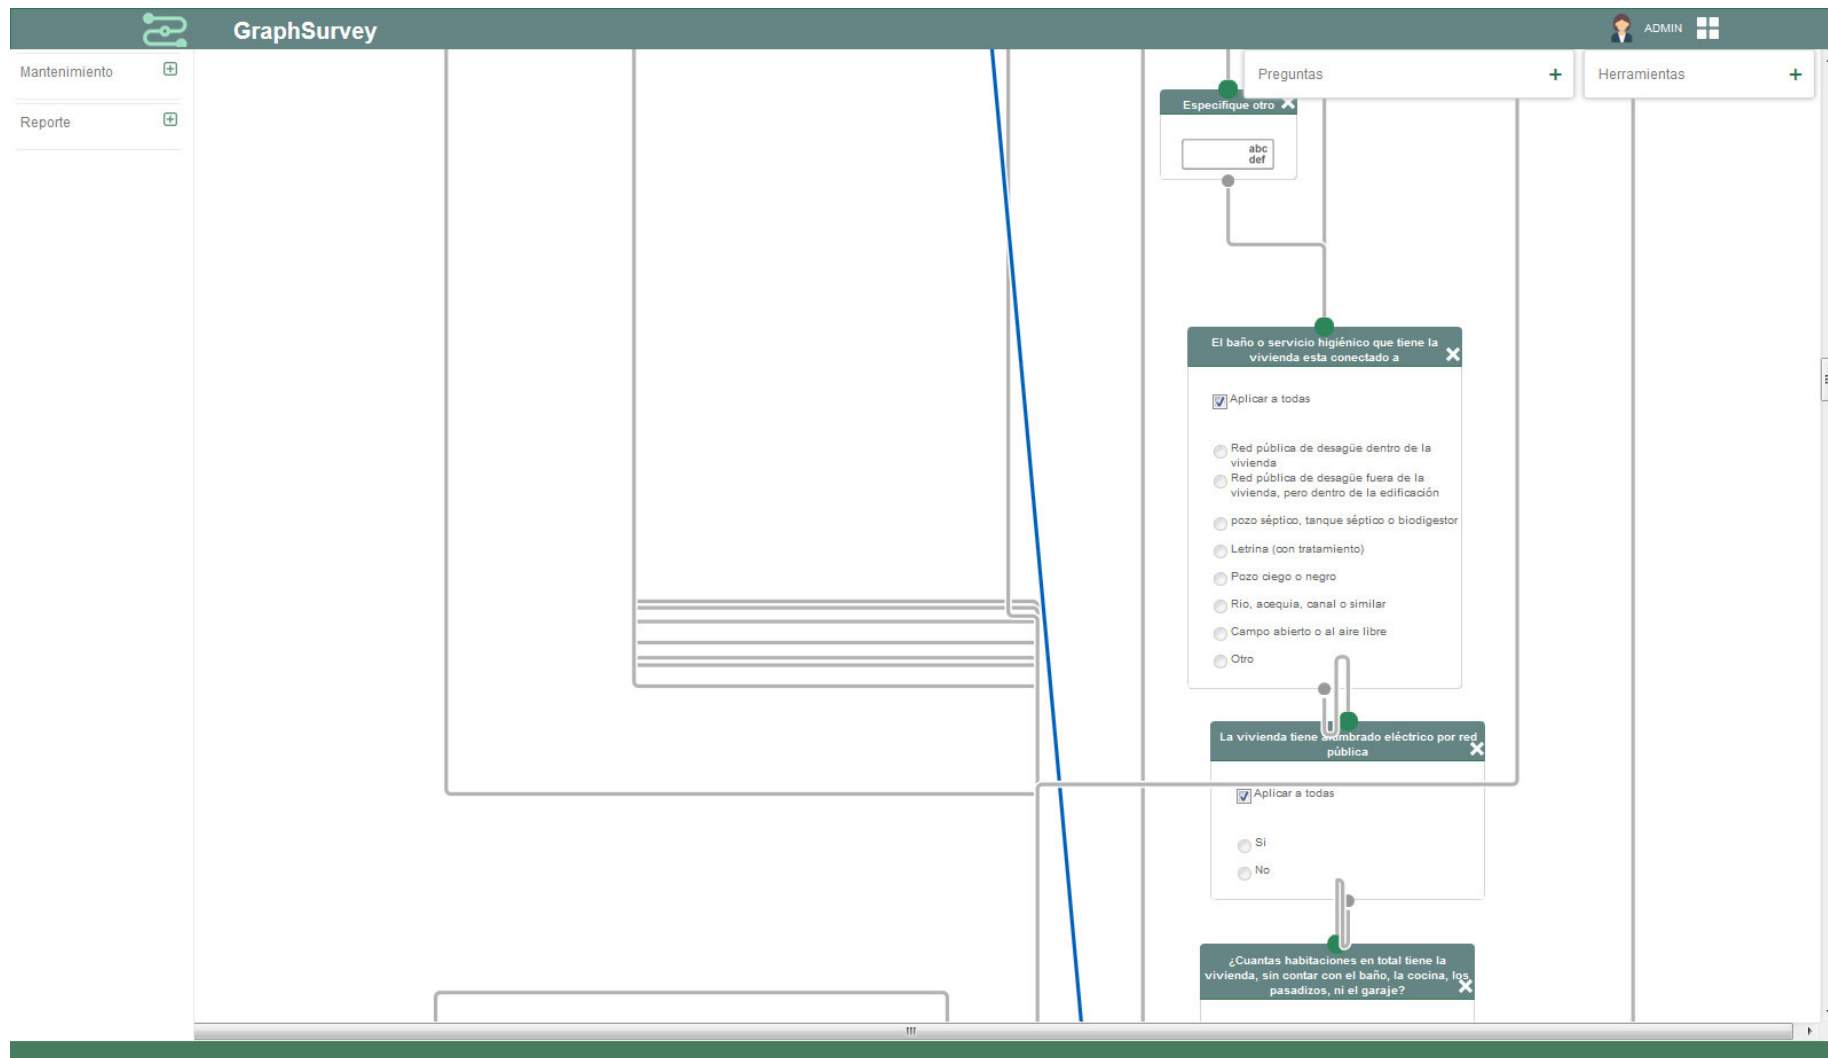 GraphSurvey
ADMIN
Mantenimiento
Reporte
Preguntas
Herramientas
Especifique otro
abc
def
El baño o servicio higiénico que tiene la
vivienda esta conectado a
Aplicar a todas
Red pública de desagüe dentro de la
vivienda
Red pública de desagüe fuera de la
vivienda, pero dentro de la edificación
pozo séptico, tanque séptico o biodigestor
Letrina (con tratamiento)
Pozo ciego o negro
Rio, acequia, canal o similar
Campo abierto o al aire libre
Otro
La vivienda tiene alumbrado eléctrico por red
pública
Aplicar a todas
Si
No
¿Cuantas habitaciones en total tiene la
vivienda, sin contar con el baño, la cocina, los
pasadizos, ni el garaje?